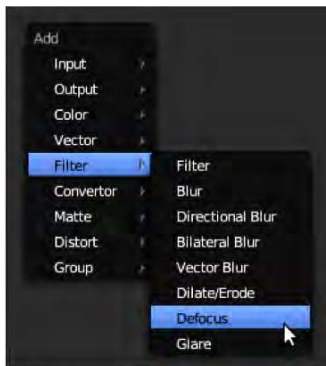 Add
Input
Output
Color
Vector
Filter
Convertor
Matte
Distort
Group
Filter
Blur
Directional Blur
Bilateral Blur
Vector Blur
Dilate/Erode
Defocus
Glare